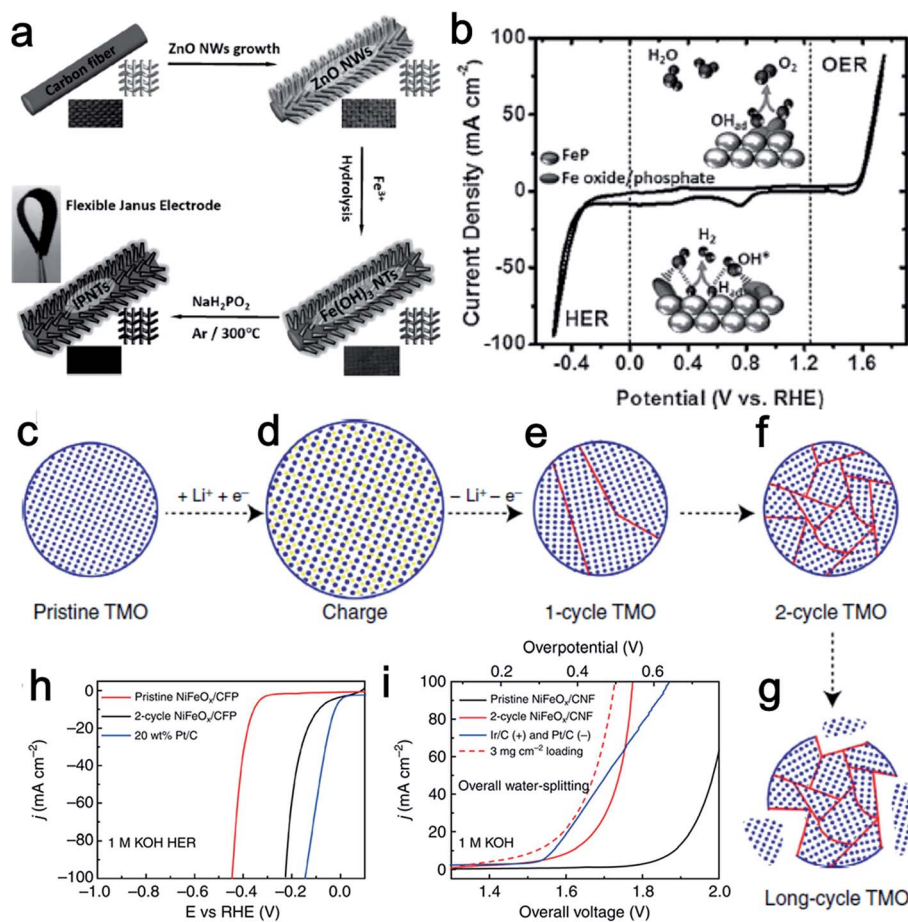 a
Carbon fiber
ZnO NWs growth
ZnO NWs
Fe³⁺
Hydrolysis
Fe(OH)₃ NTs
NaH₂PO₂
Ar / 300°C
IPNTs
Flexible Janus Electrode
b
Current Density (mA cm⁻²)
100
50
0
-50
-100
H₂O
O₂
OER
OHad
FeP
Fe oxide/phosphate
H₂
OH*
Had
HER
-0.4 0.0 0.4 0.8 1.2 1.6
Potential (V vs. RHE)
c
Pristine TMO
+ Li⁺ + e⁻
d
Charge
– Li⁺ – e⁻
e
1-cycle TMO
f
2-cycle TMO
g
Long-cycle TMO
h
j (mA cm⁻²)
0
−20
−40
−60
−80
−100
Pristine NiFeOₓ/CFP
2-cycle NiFeOₓ/CFP
20 wt% Pt/C
1 M KOH HER
−1.0 −0.8 −0.6 −0.4 −0.2 0.0
E vs RHE (V)
i
Overpotential (V)
0.2 0.4 0.6
j (mA cm⁻²)
100
80
60
40
20
0
Pristine NiFeOₓ/CNF
2-cycle NiFeOₓ/CNF
Ir/C (+) and Pt/C (–)
3 mg cm⁻² loading
Overall water-splitting
1 M KOH
1.4 1.6 1.8 2.0
Overall voltage (V)